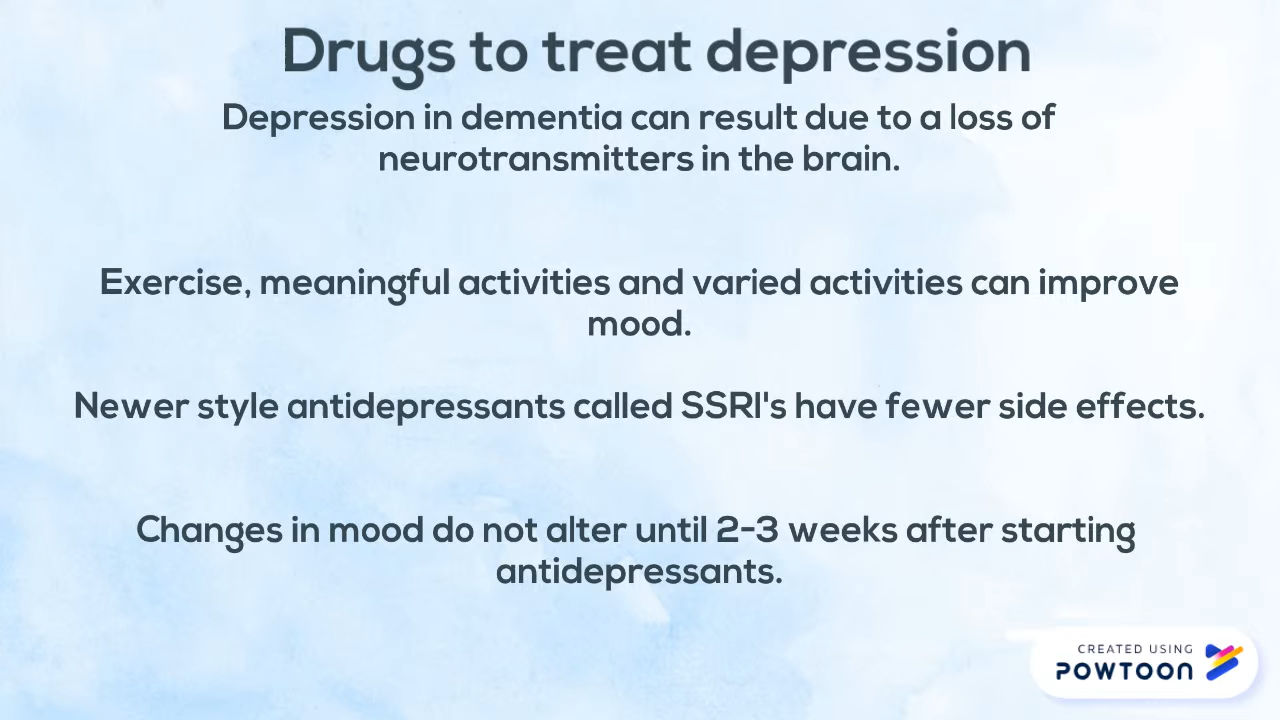 Drugs to treat depression
Depression in dementia can result due to a loss of
neurotransmitters in the brain.
Exercise, meaningful activities and varied activities can improve
mood.
Newer style antidepressants called SSRI's have fewer side effects.
Changes in mood do not alter until 2-3 weeks after starting
antidepressants.
CREATED USING
POWTOON